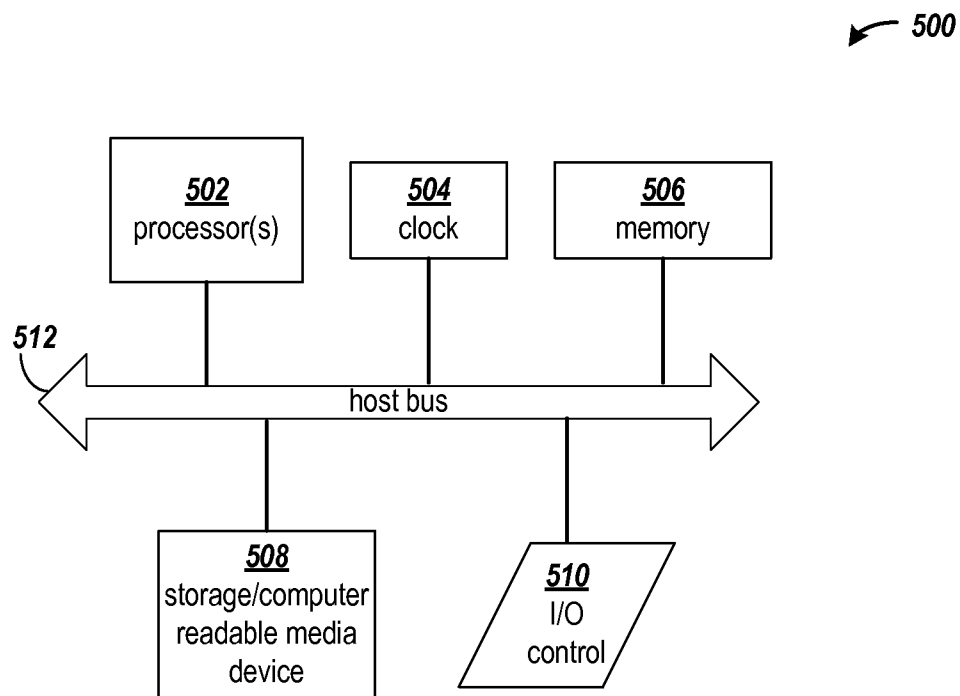 500
502
processor(s)
504
clock
506
memory
512
host bus
508
storage/computer
readable media
device
510
I/O
control